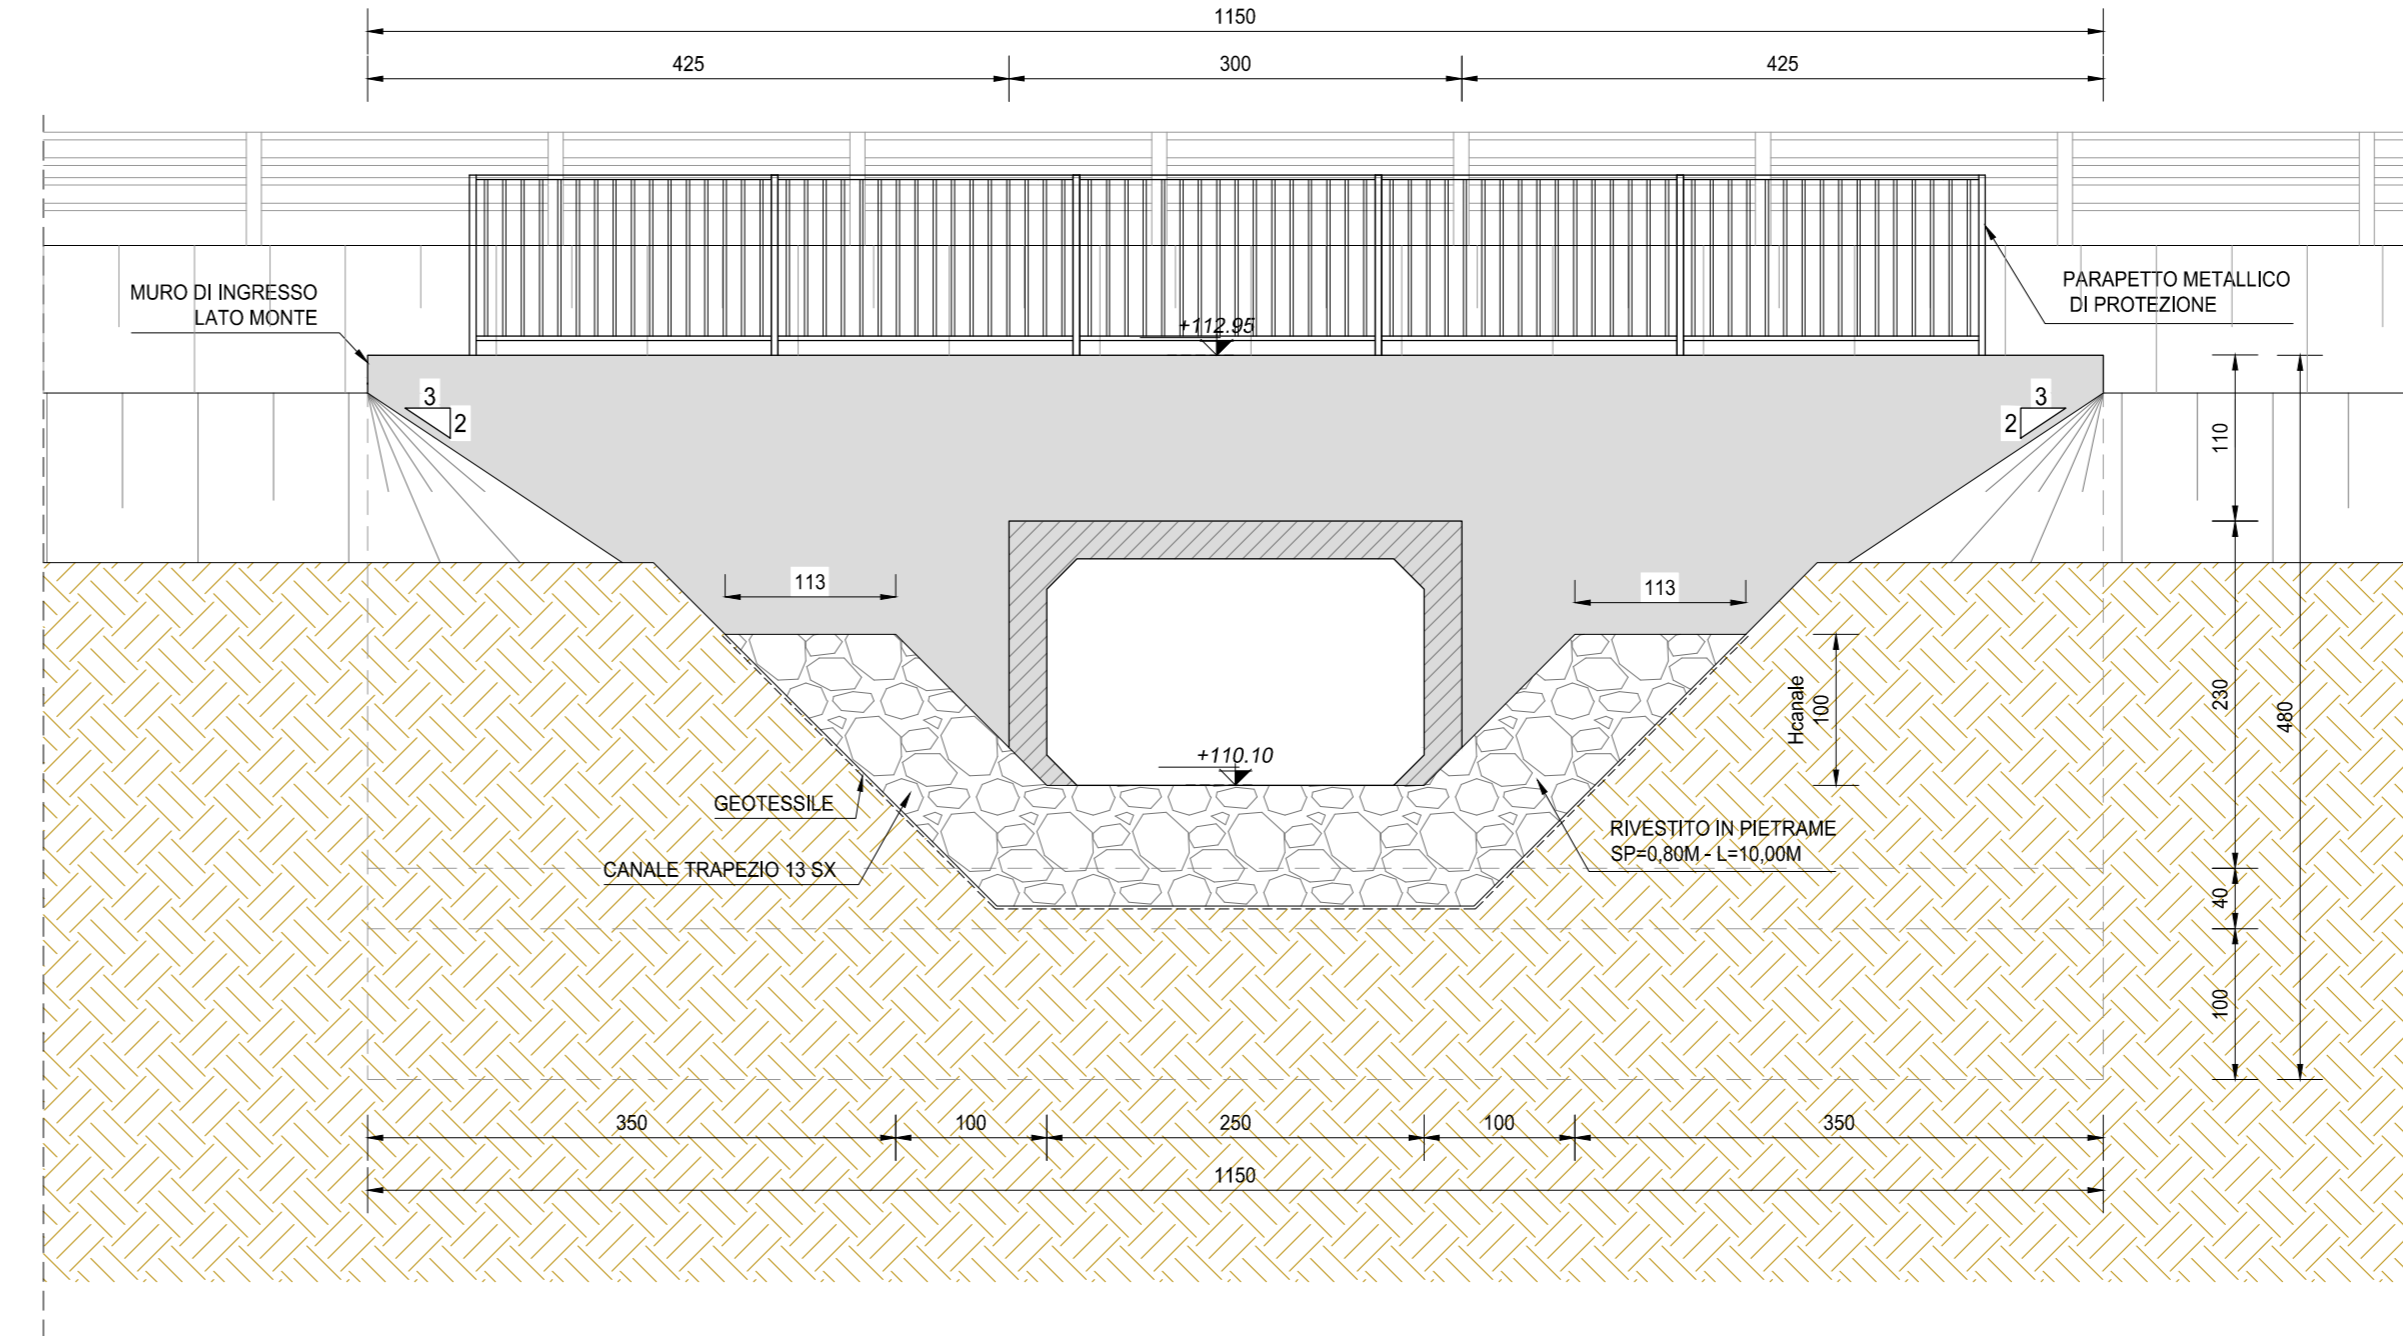 1150
425
300
425
MURO DI INGRESSO
LATO MONTE
PARAPETTO METALLICO
DI PROTEZIONE
+112.95
3
2
3
2
110
113
113
230
480
Hcanale
100
+110.10
GEOTESSILE
CANALE TRAPEZIO 13 SX
RIVESTITO IN PIETRAME
SP=0,80M - L=10,00M
40
100
350
100
250
100
350
1150